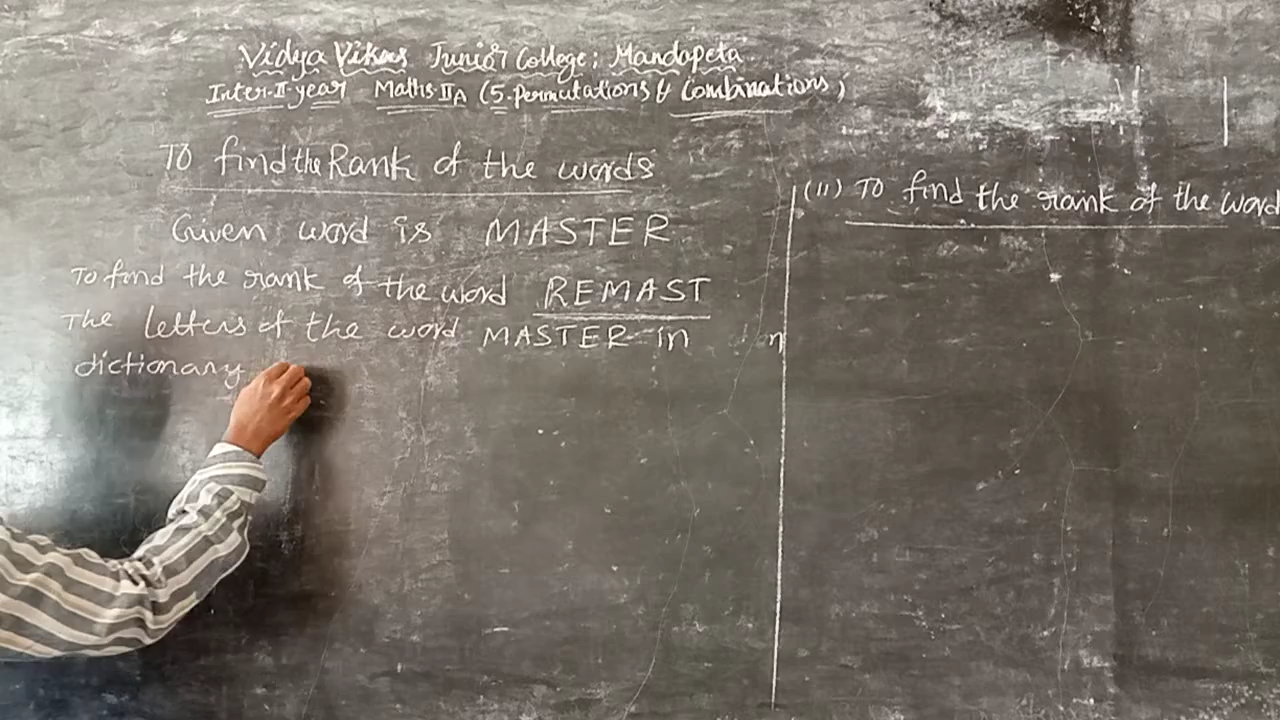 Vidya Vikas Junior College; Mandapeta
Inter-II-year Maths IIA (5. Permutations & Combinations)
To find the Rank of the words
Given word is MASTER
To find the rank of the word REMAST
The letters of the word MASTER in
dictionary
(11) To find the rank of the word